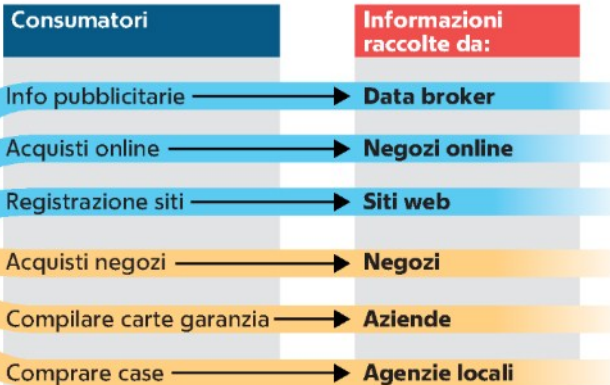 Consumatori
Informazioni
raccolte da:
Info pubblicitarie
Data broker
Acquisti online
Negozi online
Registrazione siti
Siti web
Acquisti negozi
Negozi
Compilare carte garanzia
Aziende
Comprare case
Agenzie locali